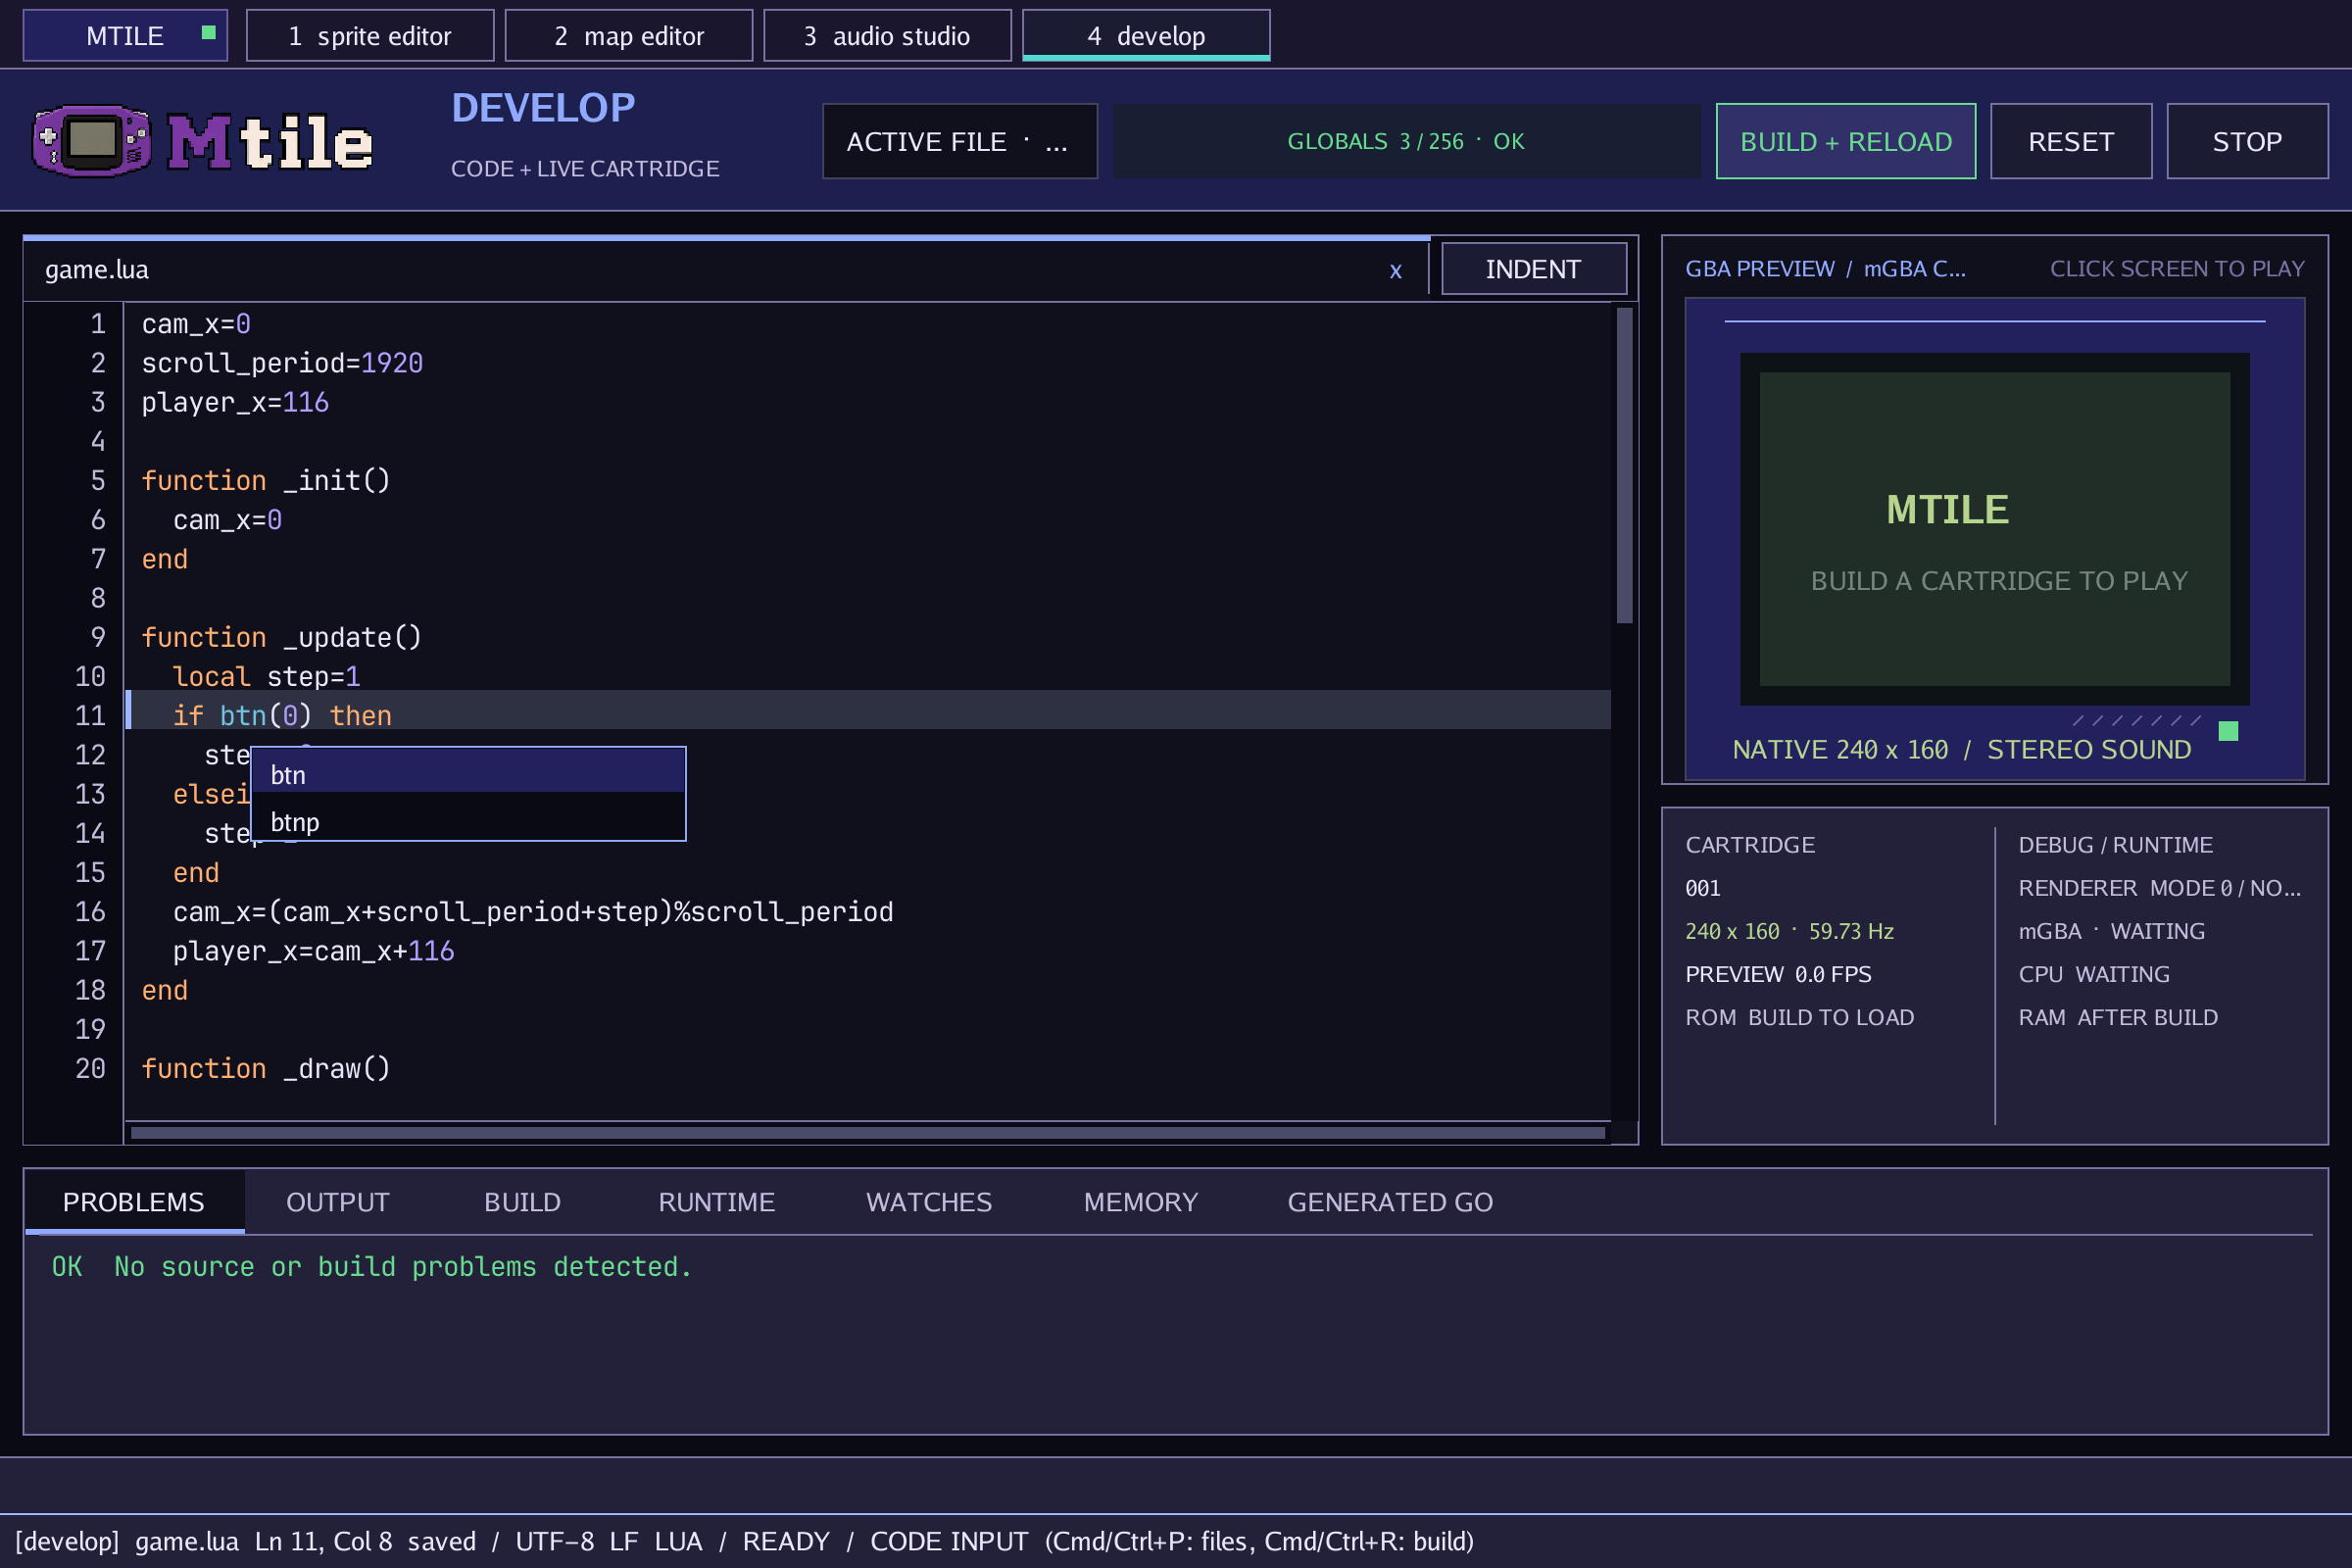 MTILE
1 sprite editor
2 map editor
3 audio studio
4 develop
Mtile
DEVELOP
CODE + LIVE CARTRIDGE
ACTIVE FILE · ...
GLOBALS 3 / 256 · OK
BUILD + RELOAD
RESET
STOP
game.lua x
INDENT
1 cam_x=0
2 scroll_period=1920
3 player_x=116
4
5 function _init()
6   cam_x=0
7 end
8
9 function _update()
10   local step=1
11   if btn(0) then
12     ste
btn
13   elsei
btnp
14     step
15   end
16   cam_x=(cam_x+scroll_period+step)%scroll_period
17   player_x=cam_x+116
18 end
19
20 function _draw()
GBA PREVIEW / mGBA C...
CLICK SCREEN TO PLAY
MTILE
BUILD A CARTRIDGE TO PLAY
NATIVE 240 x 160 / STEREO SOUND
CARTRIDGE
001
240 x 160 · 59.73 Hz
PREVIEW 0.0 FPS
ROM BUILD TO LOAD
DEBUG / RUNTIME
RENDERER MODE 0 / NO...
mGBA · WAITING
CPU WAITING
RAM AFTER BUILD
PROBLEMS
OUTPUT
BUILD
RUNTIME
WATCHES
MEMORY
GENERATED GO
OK No source or build problems detected.
[develop] game.lua Ln 11, Col 8 saved / UTF-8 LF LUA / READY / CODE INPUT (Cmd/Ctrl+P: files, Cmd/Ctrl+R: build)